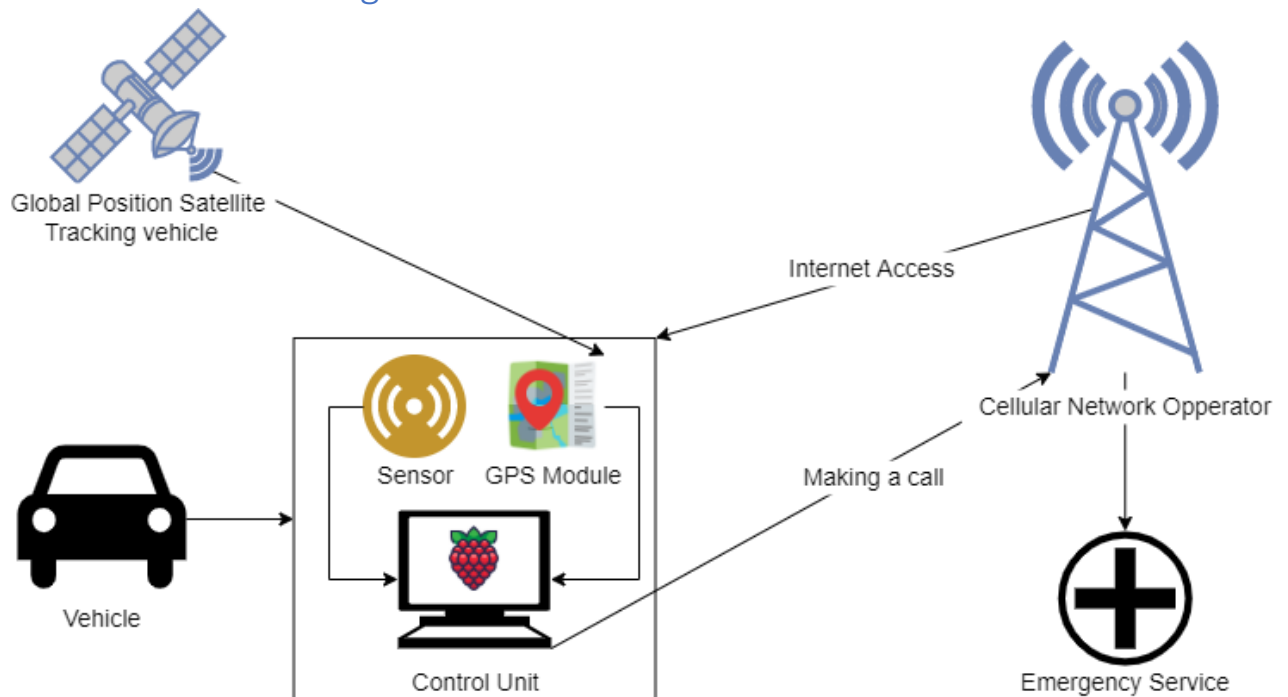 Global Position Satellite
Tracking vehicle
Internet Access
Cellular Network Opperator
Sensor
GPS Module
Making a call
Vehicle
Control Unit
Emergency Service